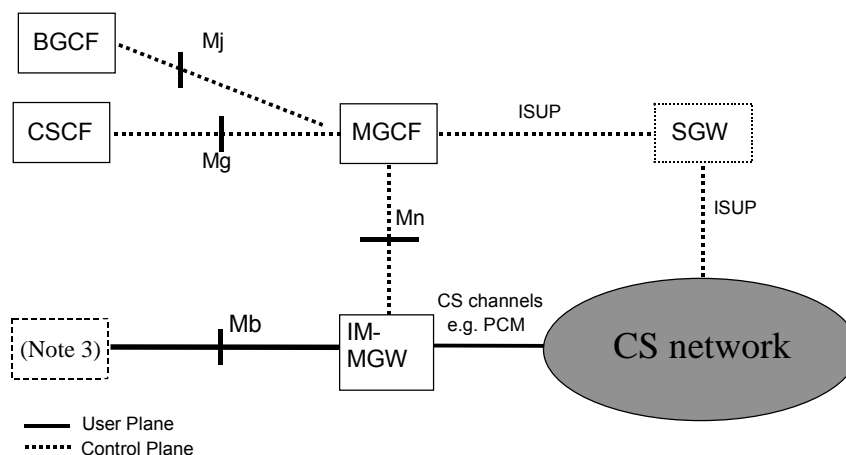 BGCF
Mj
CSCF
Mg
MGCF
ISUP
SGW
ISUP
Mn
(Note 3)
Mb
IM-
MGW
CS channels
e.g. PCM
CS network
User Plane
Control Plane